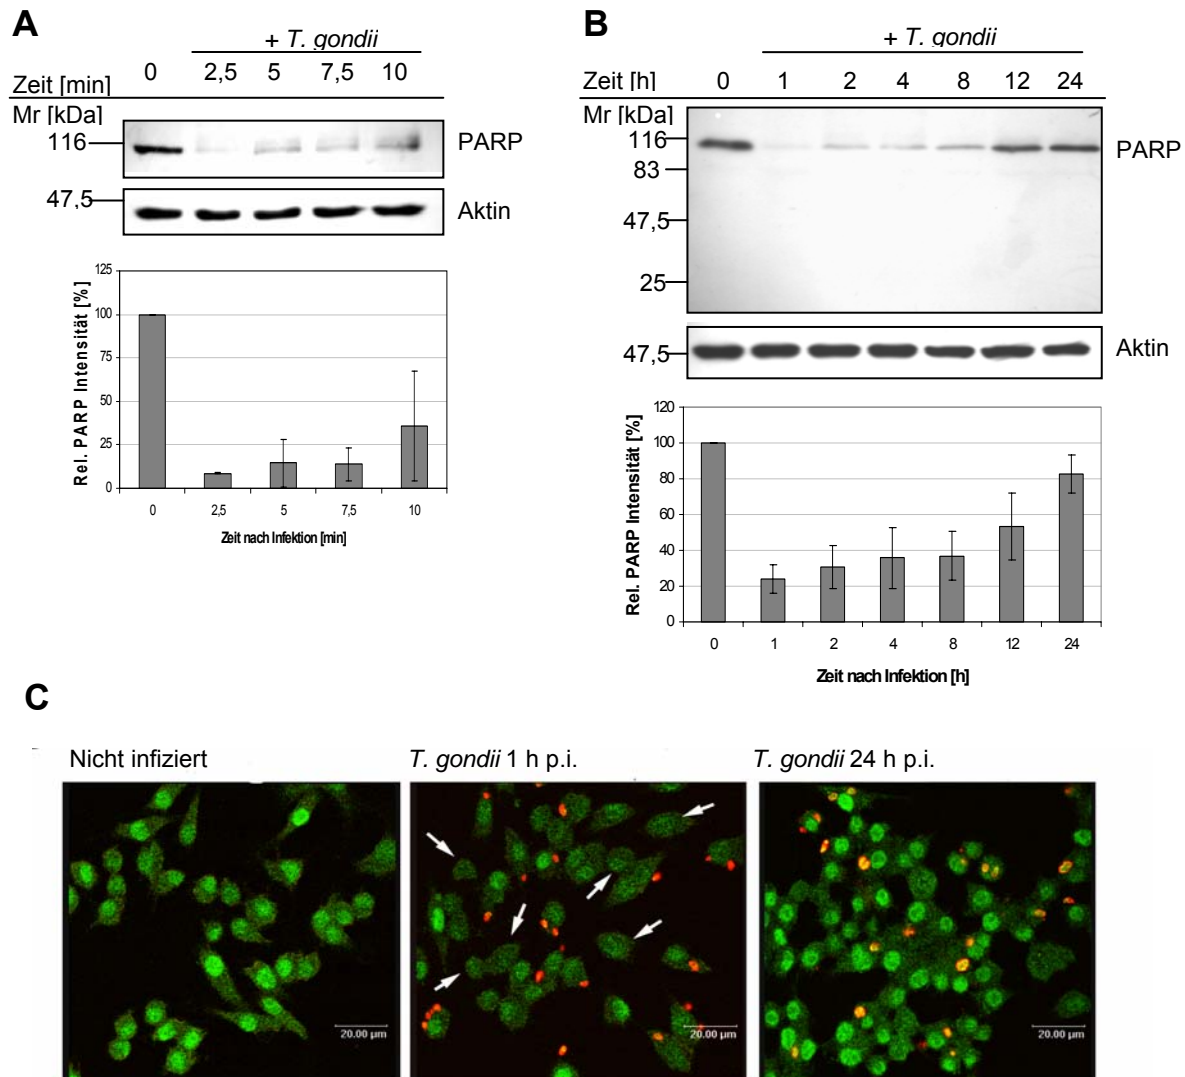 A
+ T. gondii
Zeit [min] 0 2,5 5 7,5 10
Mr [kDa]
116 PARP
47,5 Aktin
Rel. PARP Intensität [%]
125
100
75
50
25
0
0 2,5 5 7,5 10
Zeit nach Infektion [min]
B
+ T. gondii
Zeit [h] 0 1 2 4 8 12 24
Mr [kDa]
116 PARP
83
47,5
25
47,5 Aktin
Rel. PARP Intensität [%]
120
100
80
60
40
20
0
0 1 2 4 8 12 24
Zeit nach Infektion [h]
C
Nicht infiziert T. gondii 1 h p.i. T. gondii 24 h p.i.
20.00 µm 20.00 µm 20.00 µm